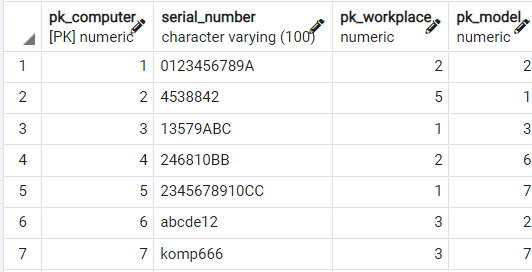 pk_computer serial_number pk_workplace pk_model
[PK] numeric character varying (100) numeric numeric
1 1 0123456789A 2 2
2 2 4538842 5 1
3 3 13579ABC 1 3
4 4 246810BB 2 6
5 5 2345678910CC 1 7
6 6 abcde12 3 2
7 7 komp666 3 7